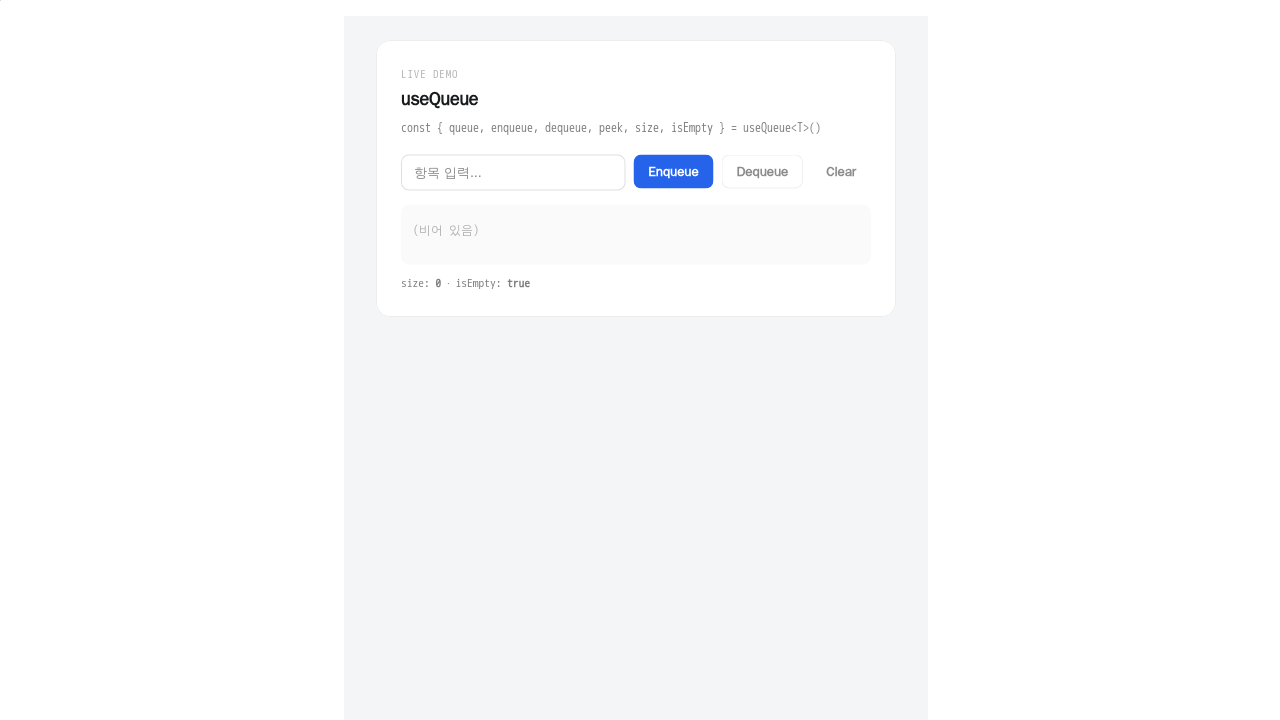 LIVE DEMO
useQueue
const { queue, enqueue, dequeue, peek, size, isEmpty } = useQueue<T>()
항목 입력... Enqueue Dequeue Clear
(비어 있음)
size: 0 · isEmpty: true